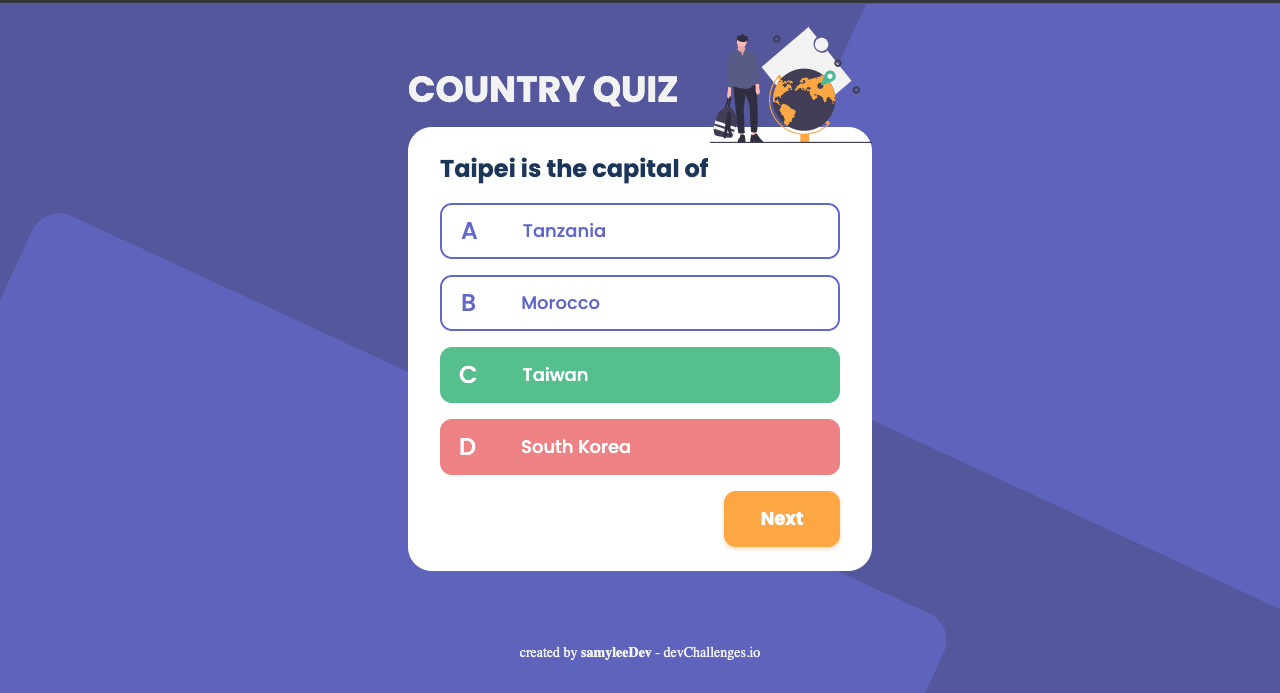 COUNTRY QUIZ
Taipei is the capital of
A Tanzania
B Morocco
C Taiwan
D South Korea
Next
created by samyleeDev - devChallenges.io